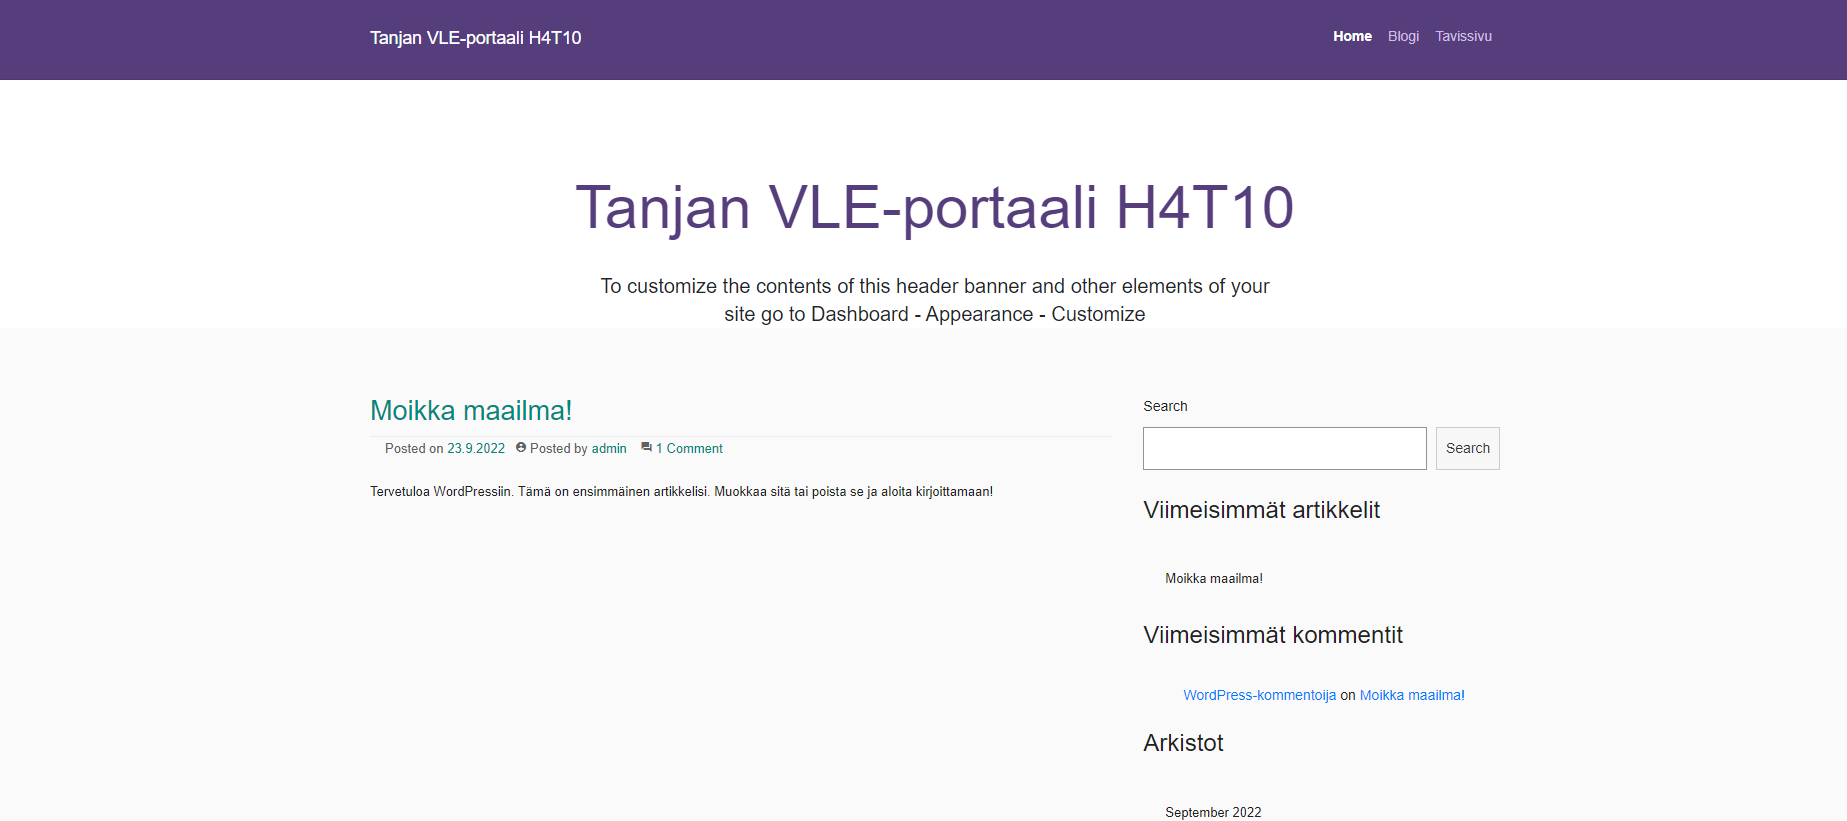 Tanjan VLE-portaali H4T10
Home Blogi Tavissivu
Tanjan VLE-portaali H4T10
To customize the contents of this header banner and other elements of your
site go to Dashboard - Appearance - Customize
Moikka maailma!
Posted on 23.9.2022 Posted by admin 1 Comment
Tervetuloa WordPressiin. Tämä on ensimmäinen artikkelisi. Muokkaa sitä tai poista se ja aloita kirjoittamaan!
Search
Search
Viimeisimmät artikkelit
Moikka maailma!
Viimeisimmät kommentit
WordPress-kommentoija on Moikka maailma!
Arkistot
September 2022